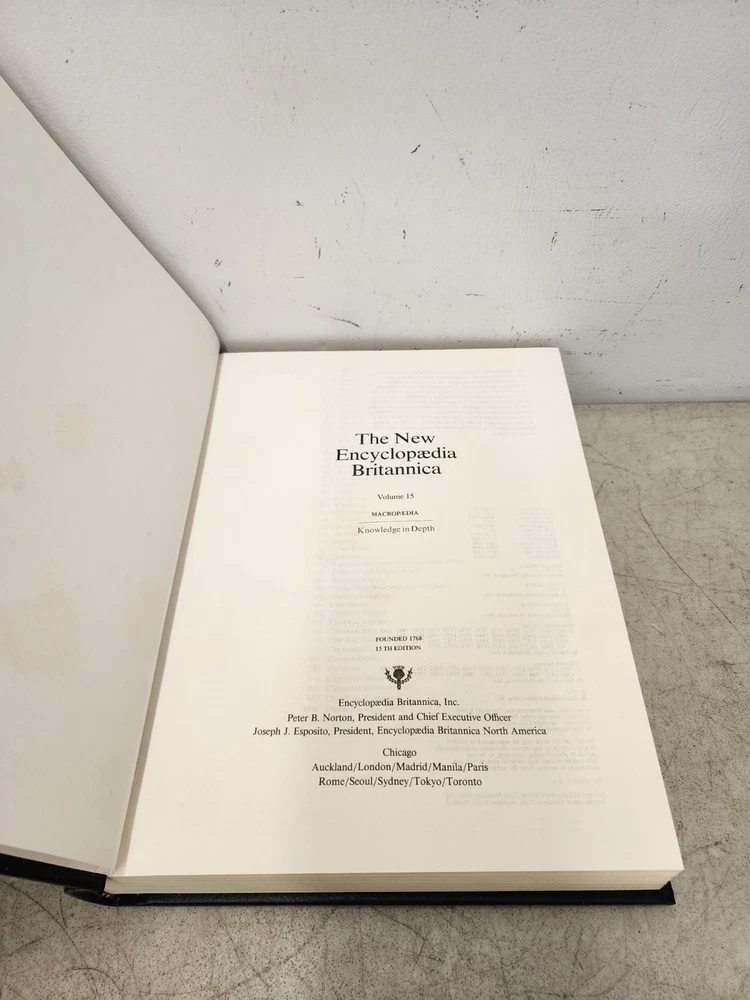 The New
Encyclopædia
Britannica
Volume 15
MACROPÆDIA
Knowledge in Depth
FOUNDED 1768
15 TH EDITION
Encyclopædia Britannica, Inc.
Peter B. Norton, President and Chief Executive Officer
Joseph J. Esposito, President, Encyclopædia Britannica North America
Chicago
Auckland/London/Madrid/Manila/Paris
Rome/Seoul/Sydney/Tokyo/Toronto